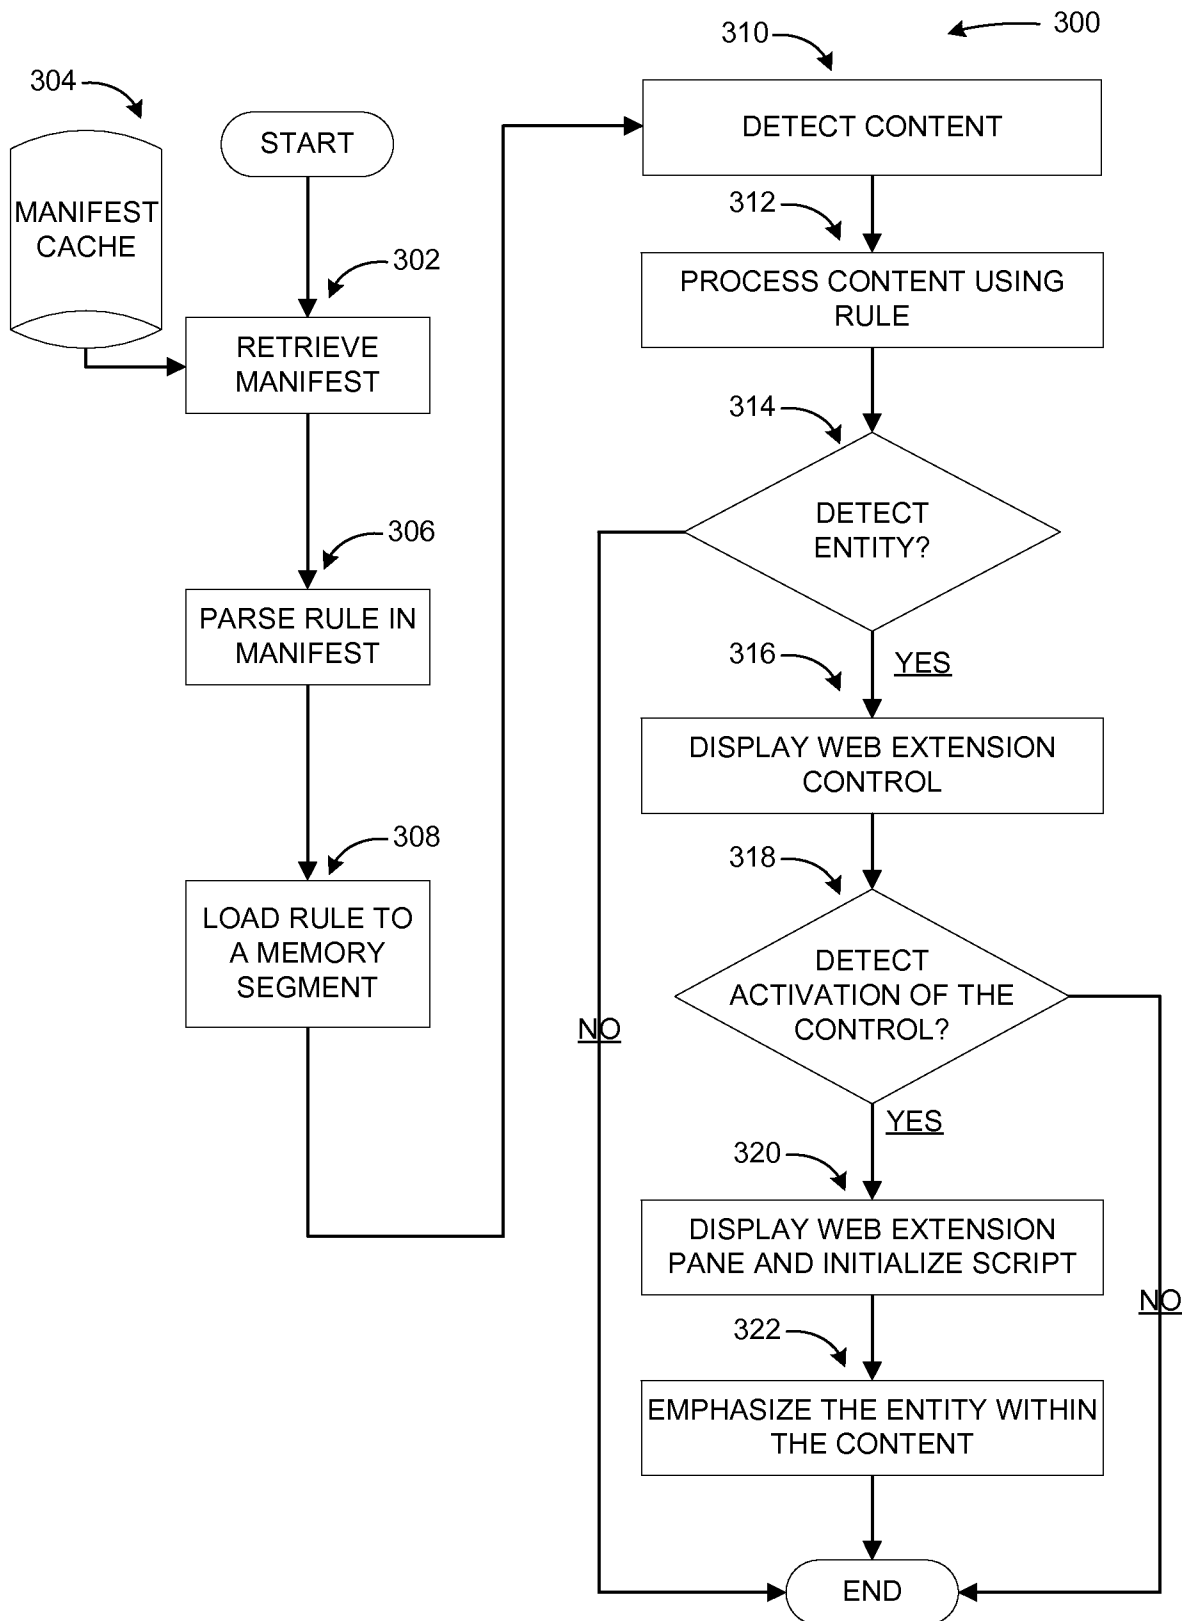 300
304
MANIFEST
CACHE
START
302
RETRIEVE
MANIFEST
306
PARSE RULE IN
MANIFEST
308
LOAD RULE TO
A MEMORY
SEGMENT
310
DETECT CONTENT
312
PROCESS CONTENT USING
RULE
314
DETECT
ENTITY?
NO
YES
316
DISPLAY WEB EXTENSION
CONTROL
318
DETECT
ACTIVATION OF THE
CONTROL?
NO
YES
320
DISPLAY WEB EXTENSION
PANE AND INITIALIZE SCRIPT
322
EMPHASIZE THE ENTITY WITHIN
THE CONTENT
END